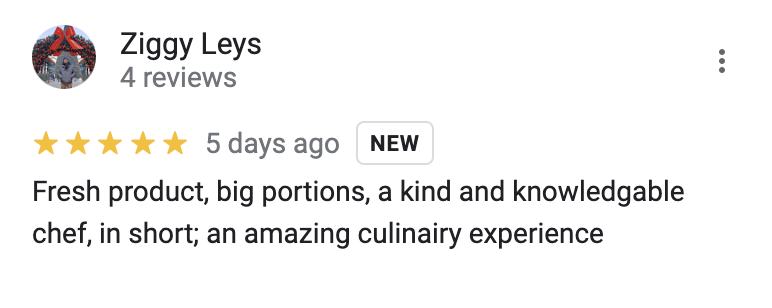 Ziggy Leys
4 reviews
5 days ago NEW
Fresh product, big portions, a kind and knowledgable
chef, in short; an amazing culinairy experience